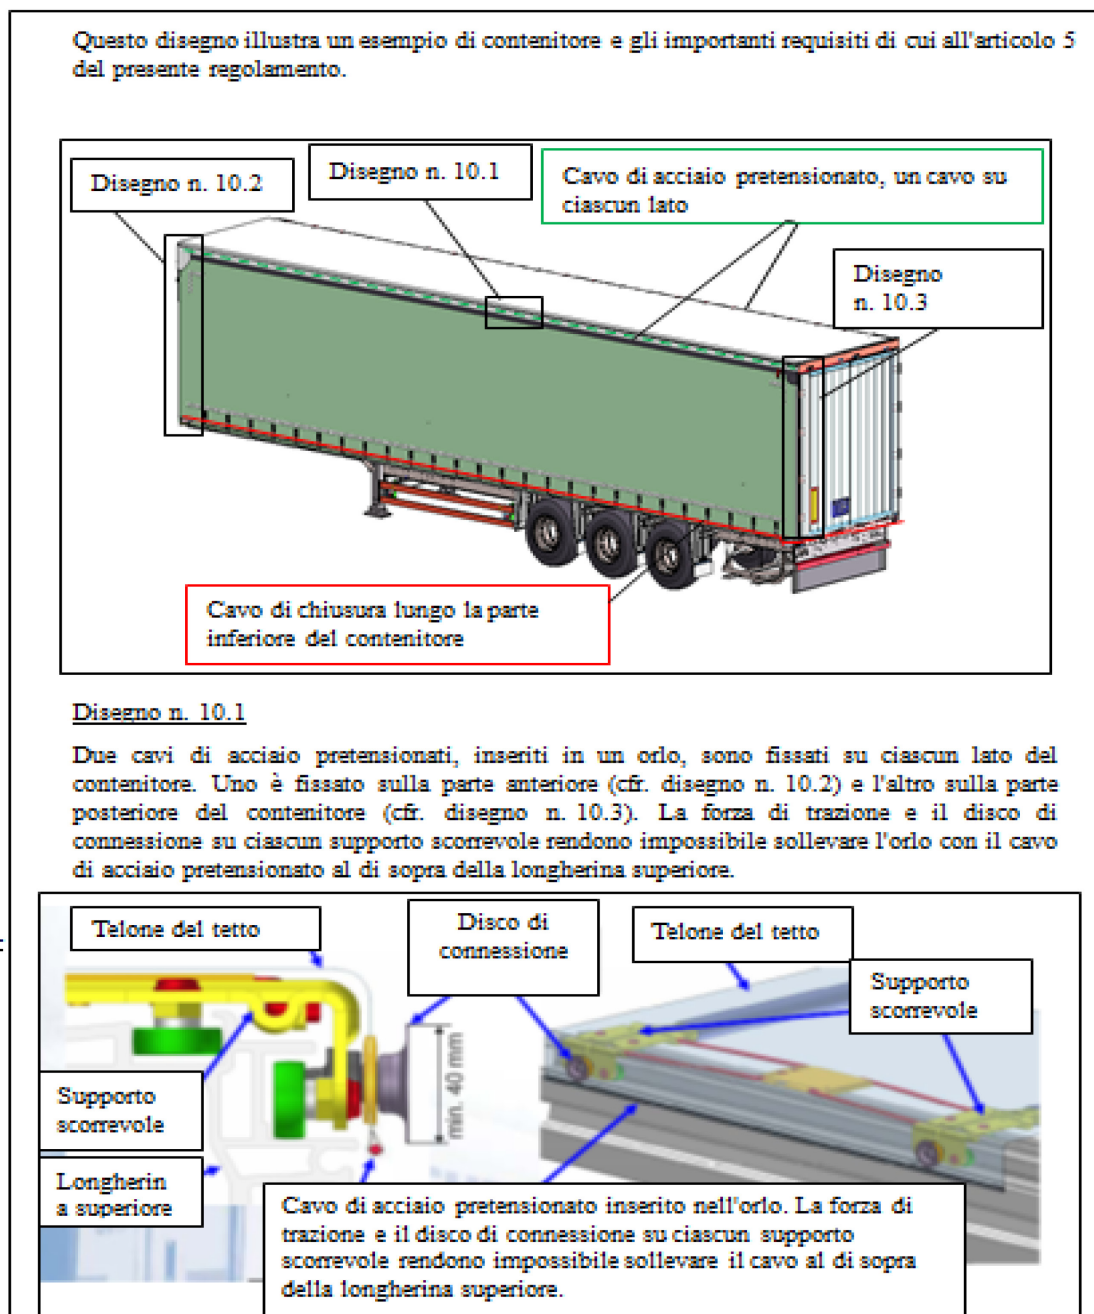 Questo disegno illustra un esempio di contenitore e gli importanti requisiti di cui all'articolo 5
del presente regolamento.
Disegno n. 10.2
Disegno n. 10.1
Cavo di acciaio pretensionato, un cavo su
ciascun lato
Disegno
n. 10.3
Cavo di chiusura lungo la parte
inferiore del contenitore
Disegno n. 10.1
Due cavi di acciaio pretensionati, inseriti in un orlo, sono fissati su ciascun lato del
contenitore. Uno è fissato sulla parte anteriore (cfr. disegno n. 10.2) e l'altro sulla parte
posteriore del contenitore (cfr. disegno n. 10.3). La forza di trazione e il disco di
connessione su ciascun supporto scorrevole rendono impossibile sollevare l'orlo con il cavo
di acciaio pretensionato al di sopra della longherina superiore.
Telone del tetto
Disco di
connessione
Telone del tetto
Supporto
scorrevole
min. 40 mm
Supporto
scorrevole
Longherin
a superiore
Cavo di acciaio pretensionato inserito nell'orlo. La forza di
trazione e il disco di connessione su ciascun supporto
scorrevole rendono impossibile sollevare il cavo al di sopra
della longherina superiore.